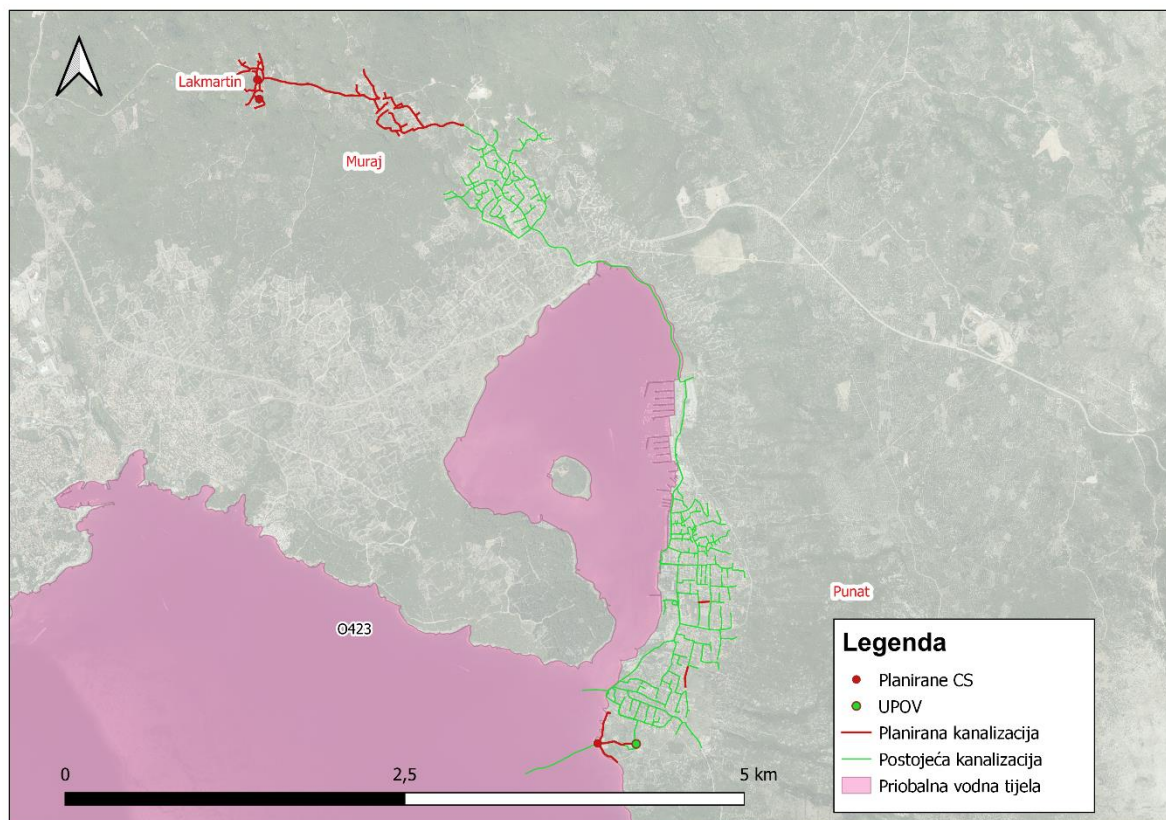 Lakmartin
Muraj
Punat
O423
Legenda
Planirane CS
UPOV
Planirana kanalizacija
Postojeća kanalizacija
Priobalna vodna tijela
0 2,5 5 km